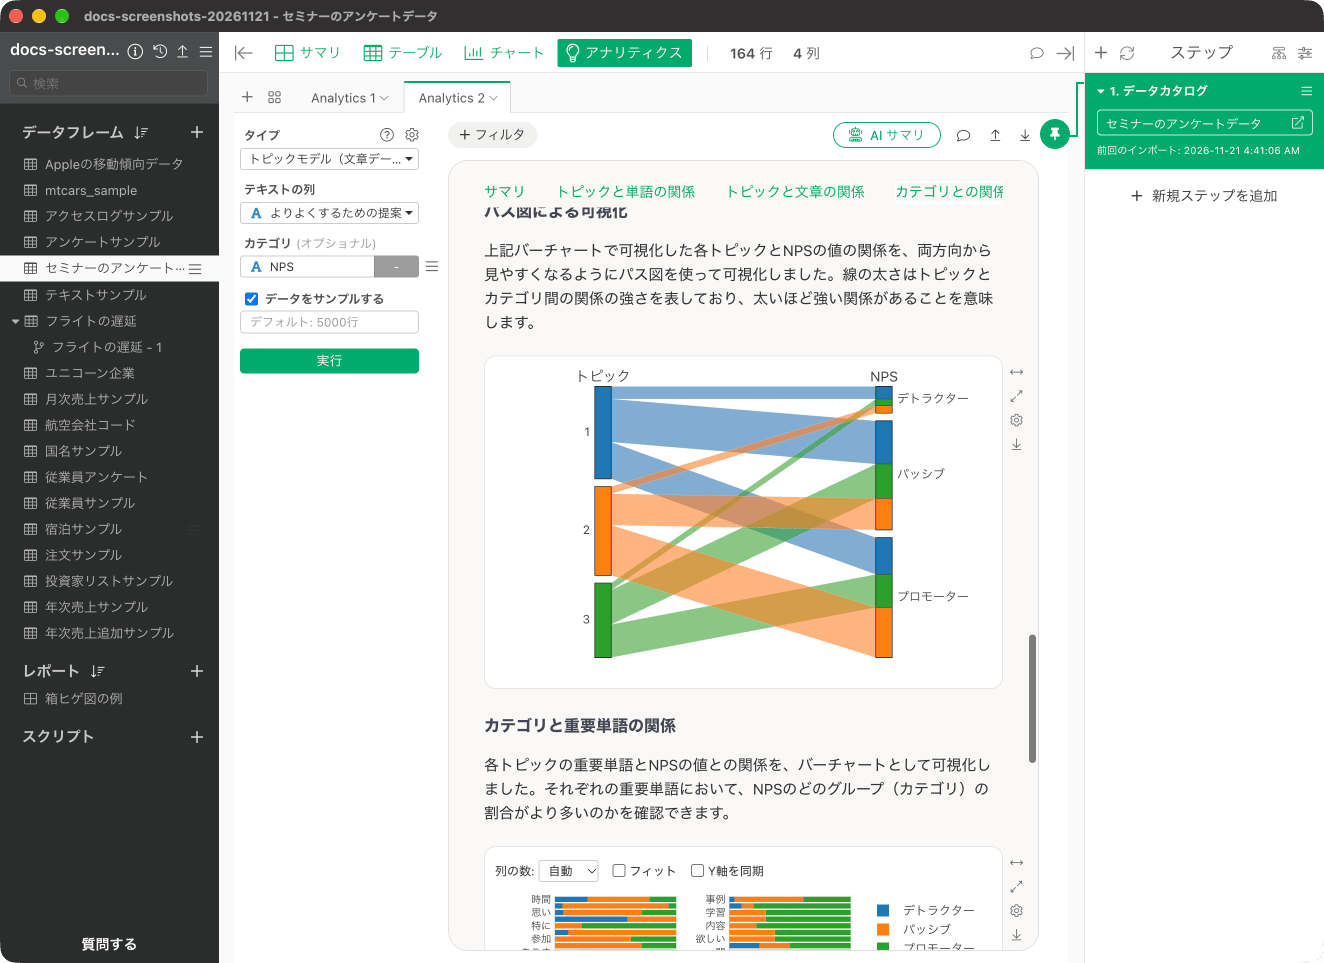 docs-screenshots-20261121 - セミナーのアンケートデータ
docs-screen...
検索
データフレーム
Appleの移動傾向データ
mtcars_sample
アクセスログサンプル
アンケートサンプル
セミナーのアンケート...
テキストサンプル
フライトの遅延
フライトの遅延 - 1
ユニコーン企業
月次売上サンプル
航空会社コード
国名サンプル
従業員アンケート
従業員サンプル
宿泊サンプル
注文サンプル
投資家リストサンプル
年次売上サンプル
年次売上追加サンプル
レポート
箱ヒゲ図の例
スクリプト
質問する
サマリ
テーブル
チャート
アナリティクス
164 行
4 列
Analytics 1
Analytics 2
タイプ
トピックモデル（文章デー...
テキストの列
よりよくするための提案
カテゴリ (オプショナル)
NPS
-
データをサンプルする
デフォルト: 5000行
実行
フィルタ
AI サマリ
サマリ
トピックと単語の関係
トピックと文章の関係
カテゴリとの関係
パス図による可視化
上記バーチャートで可視化した各トピックとNPSの値の関係を、両方向から
見やすくなるようにパス図を使って可視化しました。線の太さはトピックと
カテゴリ間の関係の強さを表しており、太いほど強い関係があることを意味
します。
トピック
NPS
1
2
3
デトラクター
パッシブ
プロモーター
カテゴリと重要単語の関係
各トピックの重要単語とNPSの値との関係を、バーチャートとして可視化し
ました。それぞれの重要単語において、NPSのどのグループ（カテゴリ）の
割合がより多いのかを確認できます。
列の数:
自動
フィット
Y軸を同期
時間
思い
特に
参加
事例
学習
内容
欲しい
デトラクター
パッシブ
プロモーター
ステップ
1. データカタログ
セミナーのアンケートデータ
前回のインポート: 2026-11-21 4:41:06 AM
新規ステップを追加